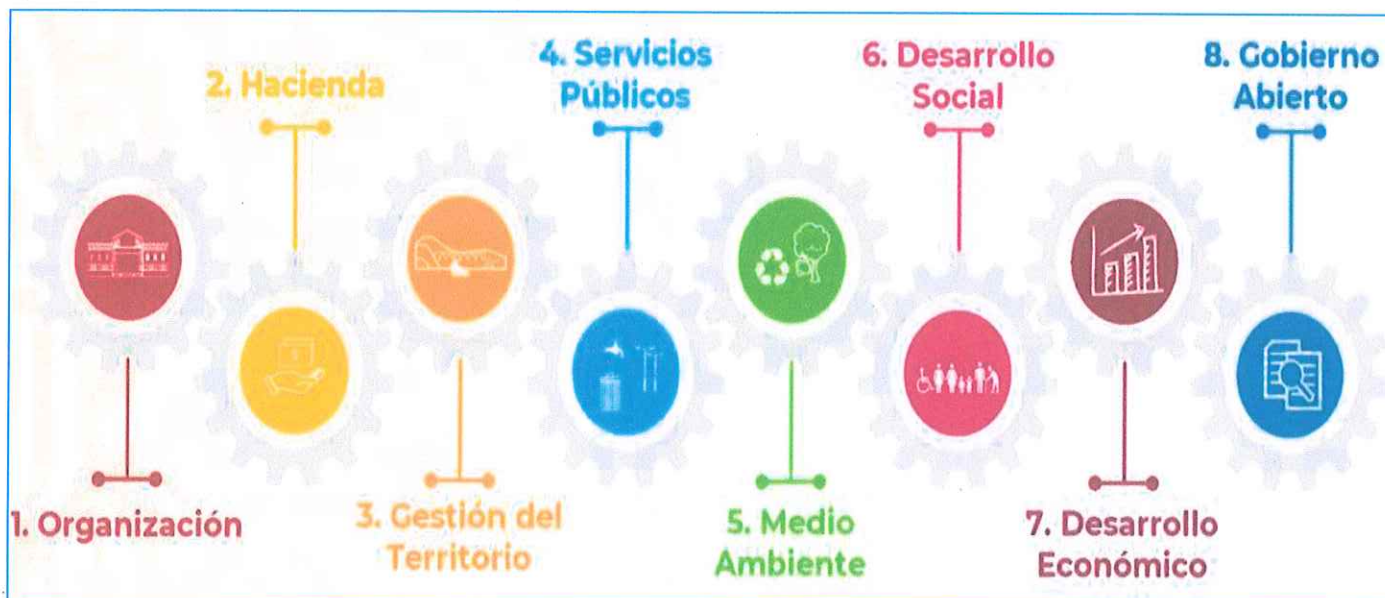 1. Organización
2. Hacienda
3. Gestión del
Territorio
4. Servicios
Públicos
5. Medio
Ambiente
6. Desarrollo
Social
7. Desarrollo
Económico
8. Gobierno
Abierto